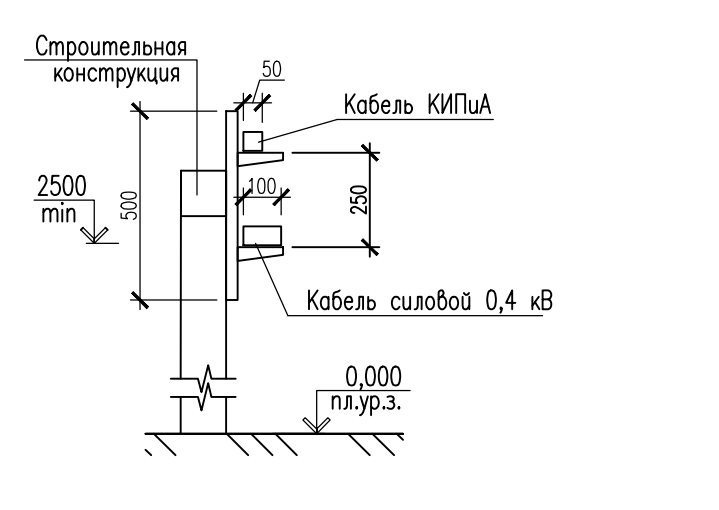 Строительная
конструкция
50
Кабель КИПиА
2500
min
500
100
250
Кабель силовой 0,4 кВ
0,000
пл.ур.з.